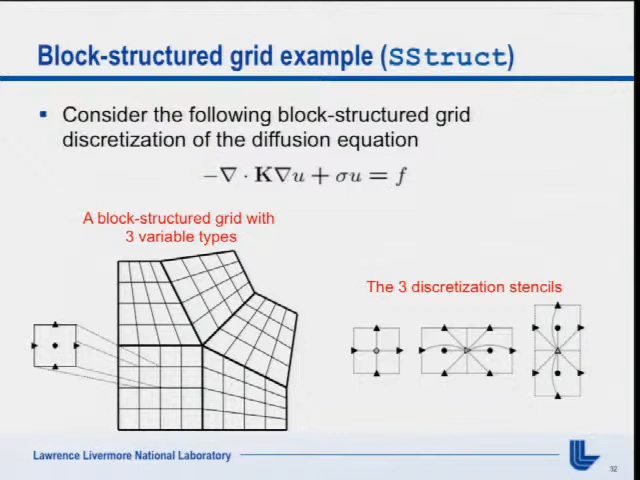 Block-structured grid example (SStruct)
▪ Consider the following block-structured grid
discretization of the diffusion equation
−∇ · K∇u + σu = f
A block-structured grid with
3 variable types
The 3 discretization stencils
Lawrence Livermore National Laboratory
32